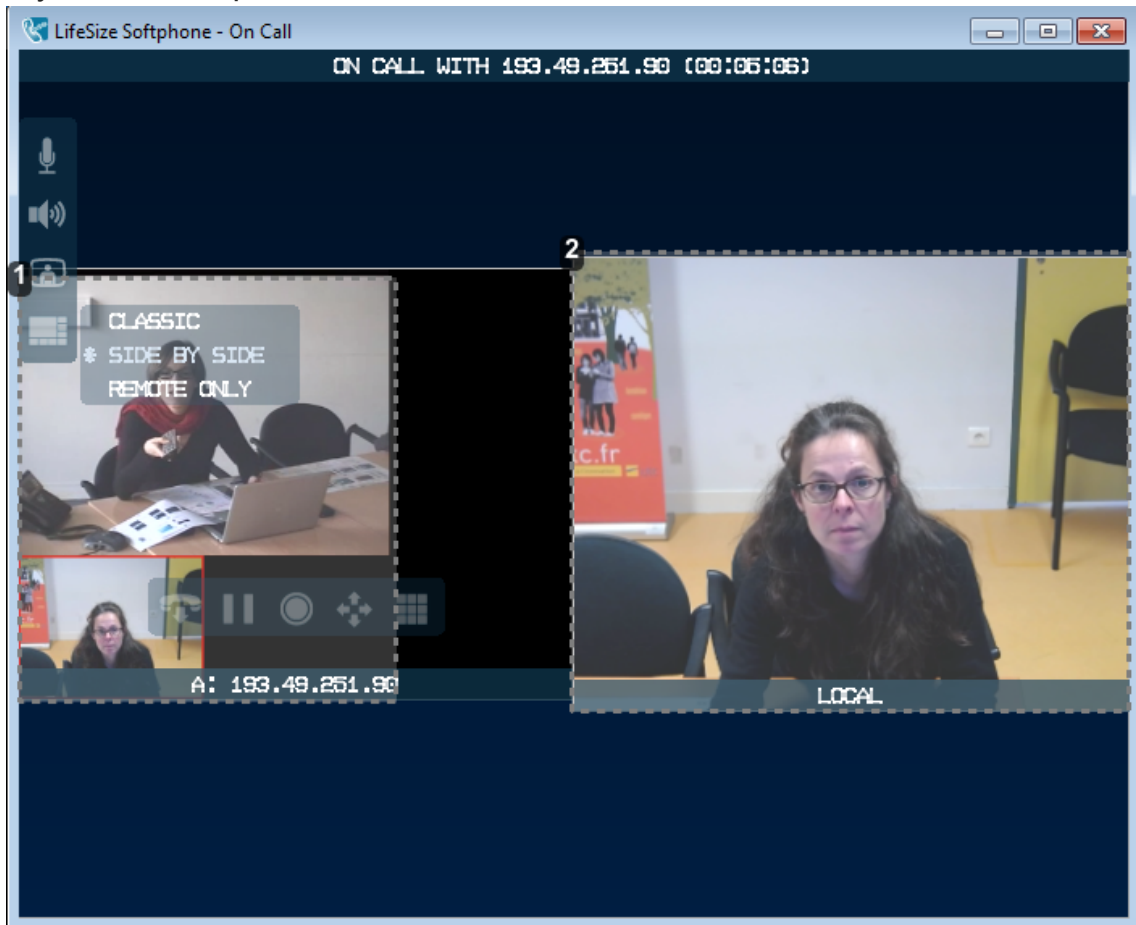 LifeSize Softphone - On Call
ON CALL WITH 193.49.251.90 (00:05:06)
1
2
CLASSIC
* SIDE BY SIDE
REMOTE ONLY
c.fr
A: 193.49.251.90
LOCAL